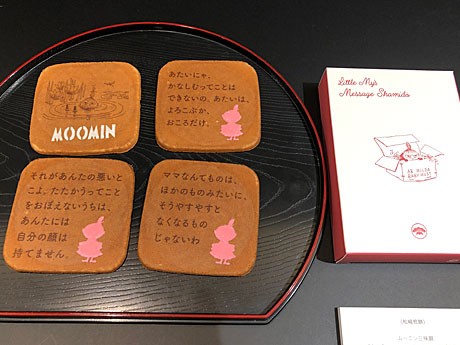 MOOMIN
あたいにゃ、
かなしむってことは
できないの、あたいは、
よろこぶか、
おこるだけ。
それがあんたの悪いと
こよ。たたかうってこと
をおぼえないうちは、
あんたには
自分の顔は
持てません。
ママなんてものは、
ほかのものみたいに、
そうやすやすと
なくなるもの
じゃないわ
Little My's
Message Shamido